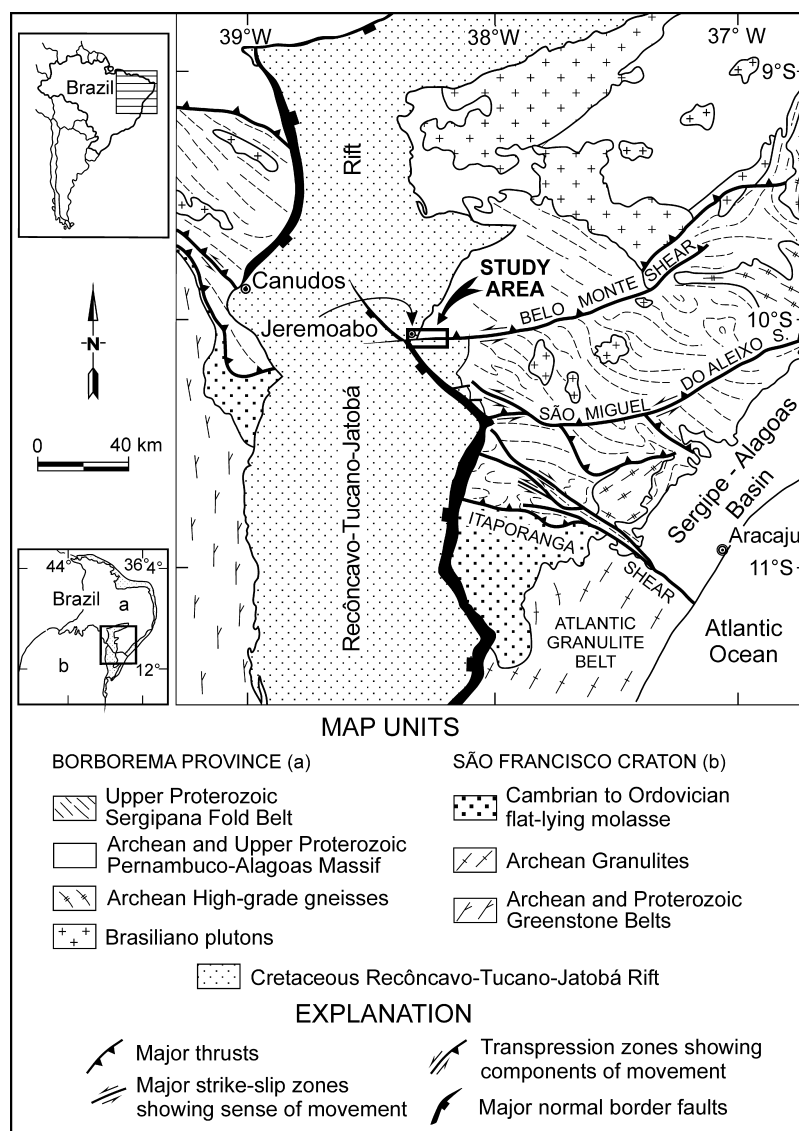 39°W
38°W
37°W
9°S
Brazil
Rift
Canudos
STUDY
AREA
BELO MONTE SHEAR
Jeremoabo
10°S
N
SÃO MIGUEL DO ALEIXO S.
0 40 km
Recôncavo-Tucano-Jatobá
Sergipe - Alagoas
Basin
ITAPORANGA SHEAR
Aracaju
11°S
44° 36° 4°
Brazil a
b
12°
ATLANTIC
GRANULITE
BELT
Atlantic
Ocean
MAP UNITS
BORBOREMA PROVINCE (a)
Upper Proterozoic
Sergipana Fold Belt
Archean and Upper Proterozoic
Pernambuco-Alagoas Massif
Archean High-grade gneisses
Brasiliano plutons
SÃO FRANCISCO CRATON (b)
Cambrian to Ordovician
flat-lying molasse
Archean Granulites
Archean and Proterozoic
Greenstone Belts
Cretaceous Recôncavo-Tucano-Jatobá Rift
EXPLANATION
Major thrusts
Major strike-slip zones
showing sense of movement
Transpression zones showing
components of movement
Major normal border faults